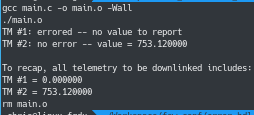 gcc main.c -o main.o -Wall
./main.o
TM #1: errored -- no value to report
TM #2: no error -- value = 753.120000

To recap, all telemetry to be downlinked includes:
TM #1 = 0.000000
TM #2 = 753.120000
rm main.o